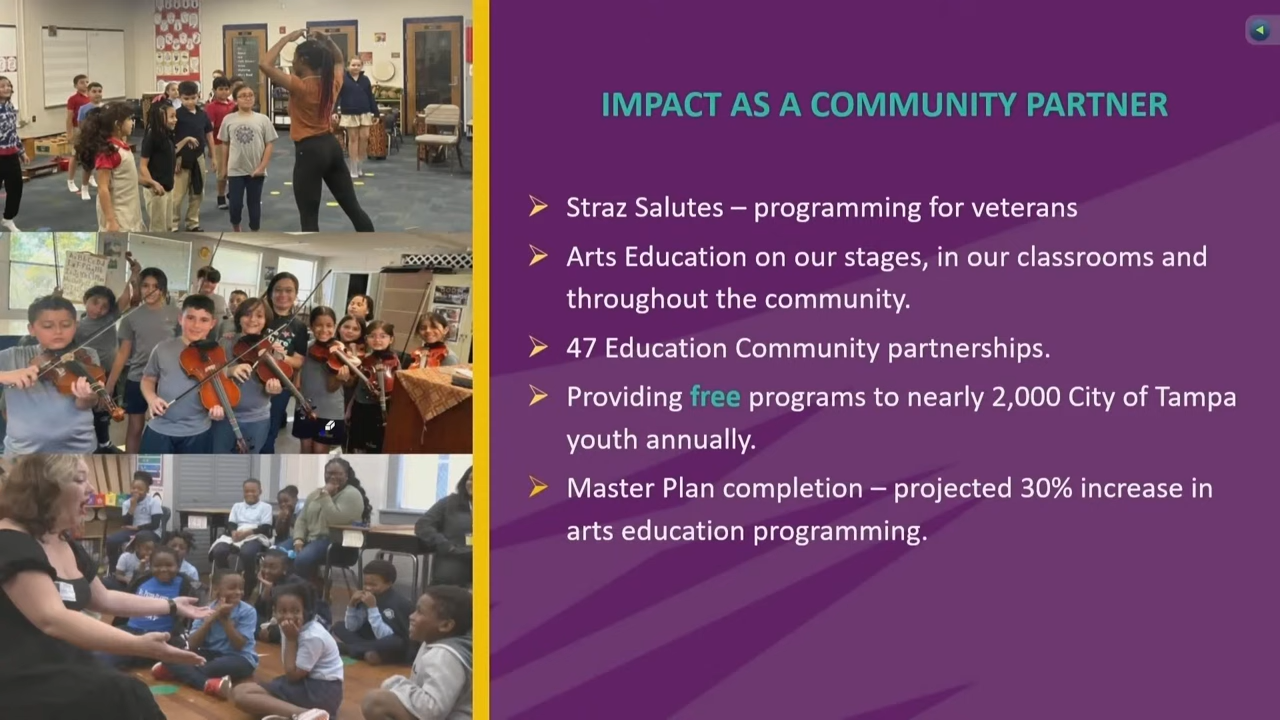 IMPACT AS A COMMUNITY PARTNER
Straz Salutes – programming for veterans
Arts Education on our stages, in our classrooms and
throughout the community.
47 Education Community partnerships.
Providing free programs to nearly 2,000 City of Tampa
youth annually.
Master Plan completion – projected 30% increase in
arts education programming.